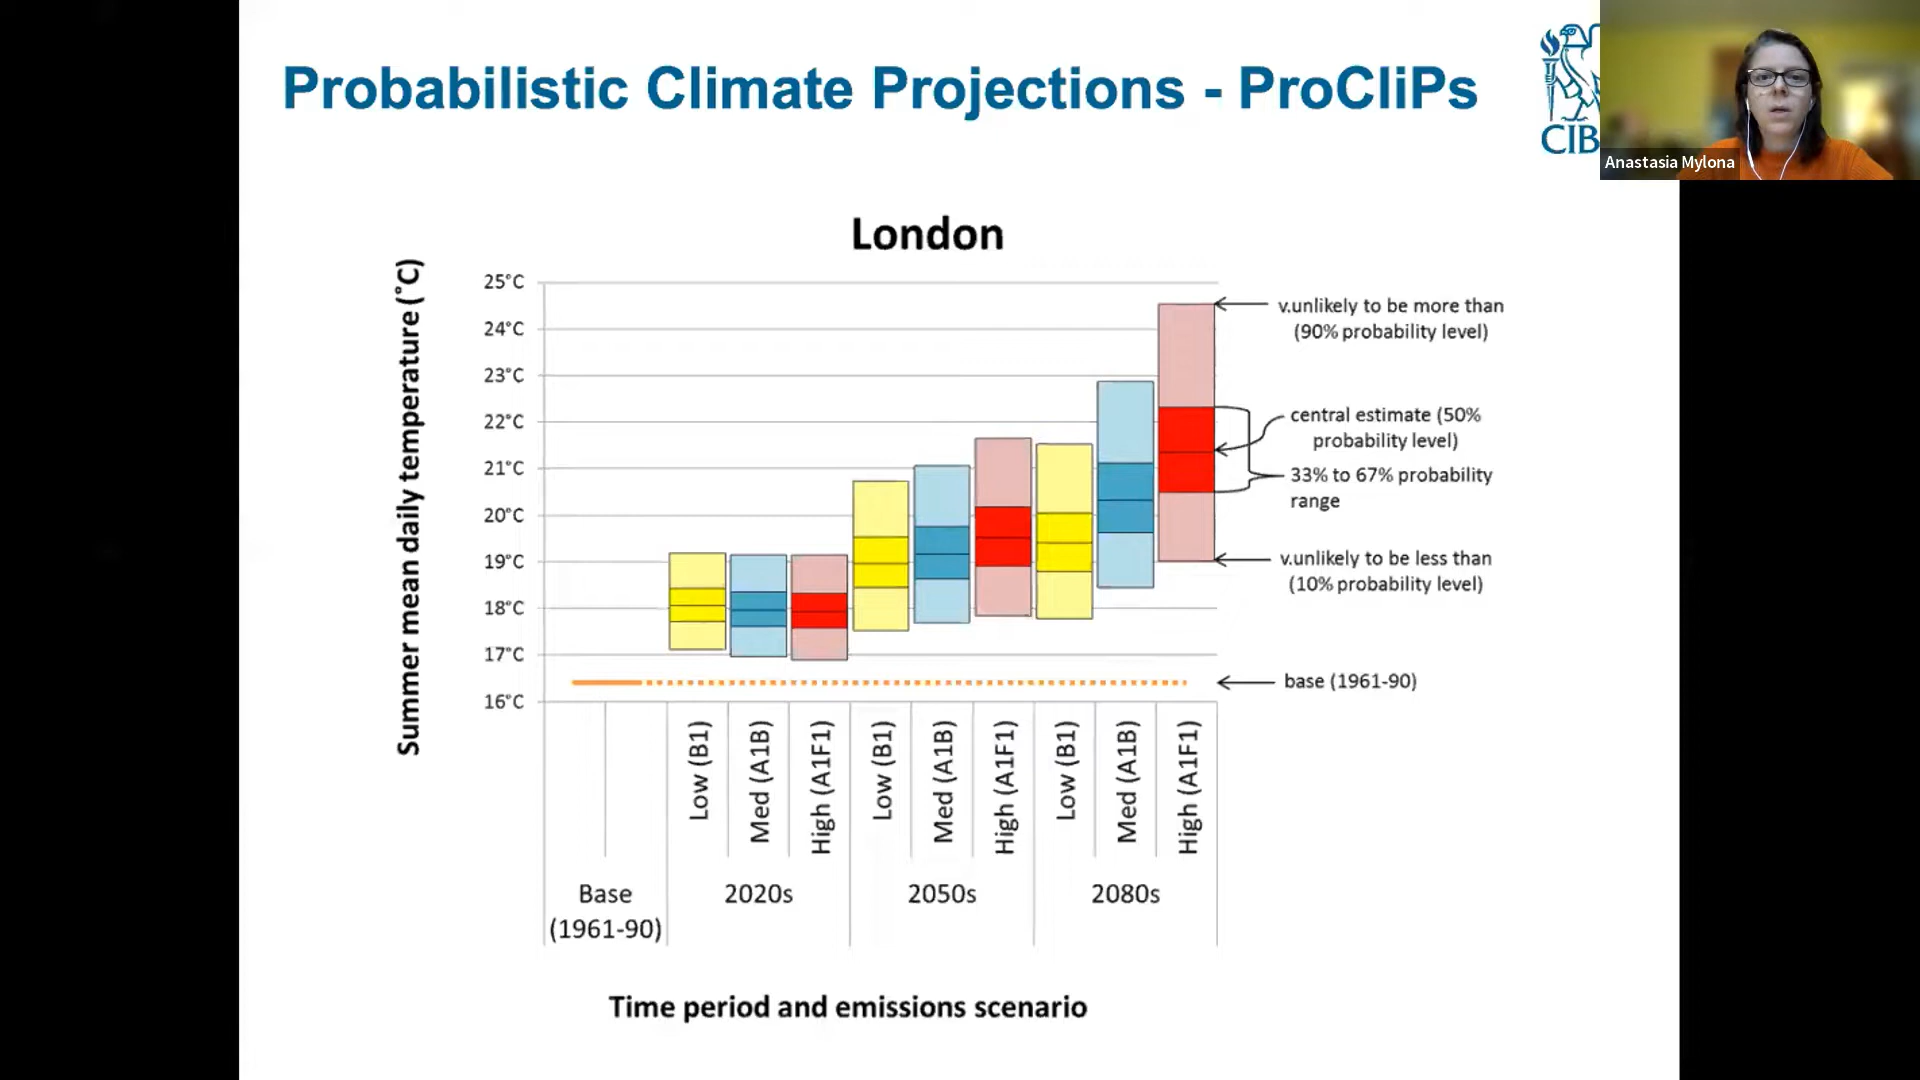 Probabilistic Climate Projections - ProCliPs
CIB
Anastasia Mylona
London
Summer mean daily temperature (˚C)
25°C
24°C
23°C
22°C
21°C
20°C
19°C
18°C
17°C
16°C
v.unlikely to be more than
(90% probability level)
central estimate (50%
probability level)
33% to 67% probability
range
v.unlikely to be less than
(10% probability level)
base (1961-90)
Low (B1)
Med (A1B)
High (A1F1)
Low (B1)
Med (A1B)
High (A1F1)
Low (B1)
Med (A1B)
High (A1F1)
Base
(1961-90)
2020s
2050s
2080s
Time period and emissions scenario